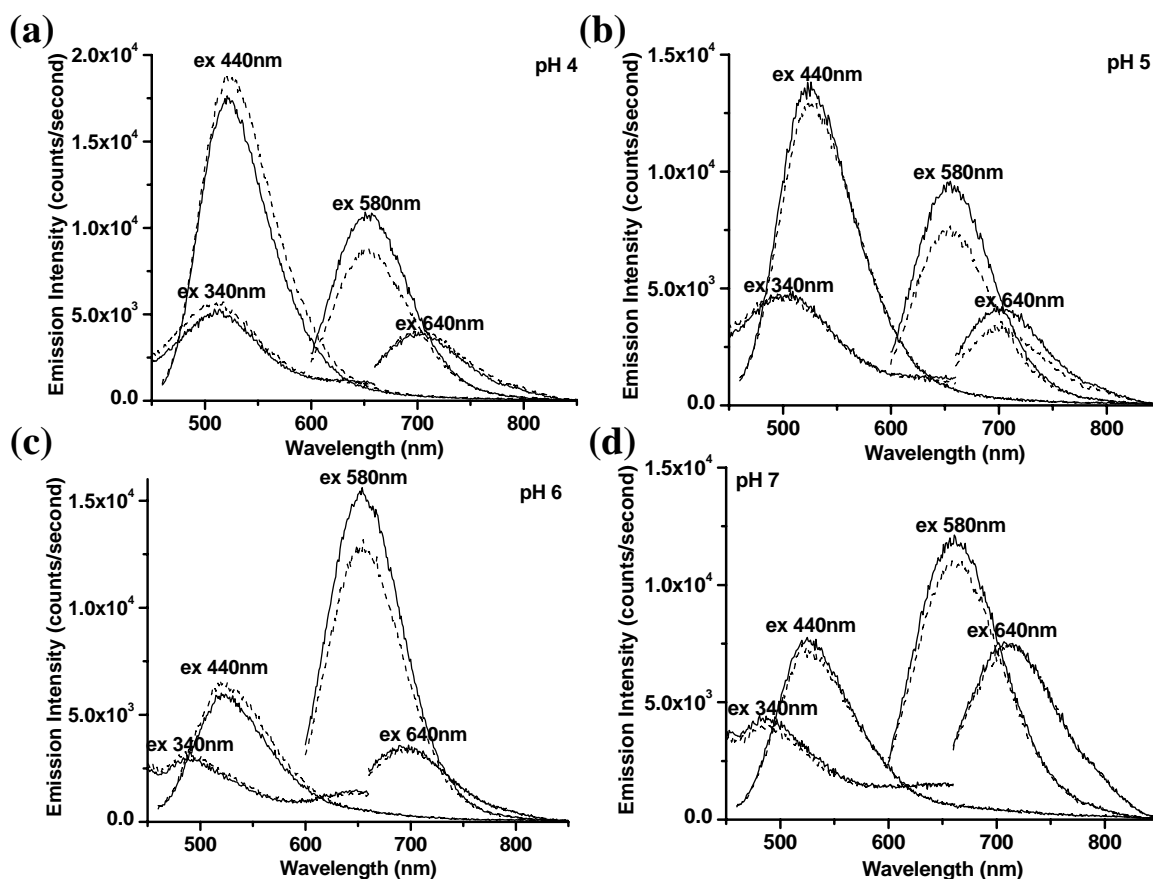 (a)
2.0x10⁴
1.5x10⁴
1.0x10⁴
5.0x10³
0.0
Emission Intensity (counts/second)
ex 440nm
pH 4
ex 580nm
ex 340nm
ex 640nm
500 600 700 800
Wavelength (nm)
(b)
1.5x10⁴
1.0x10⁴
5.0x10³
0.0
Emission Intensity (counts/second)
ex 440nm
pH 5
ex 580nm
ex 340nm
ex 640nm
500 600 700 800
Wavelength (nm)
(c)
1.5x10⁴
1.0x10⁴
5.0x10³
0.0
Emission Intensity (counts/second)
ex 580nm
pH 6
ex 440nm
ex 340nm
ex 640nm
500 600 700 800
Wavelength (nm)
(d)
1.5x10⁴
1.0x10⁴
5.0x10³
0.0
Emission Intensity (counts/second)
pH 7
ex 580nm
ex 440nm
ex 640nm
ex 340nm
500 600 700 800
Wavelength (nm)